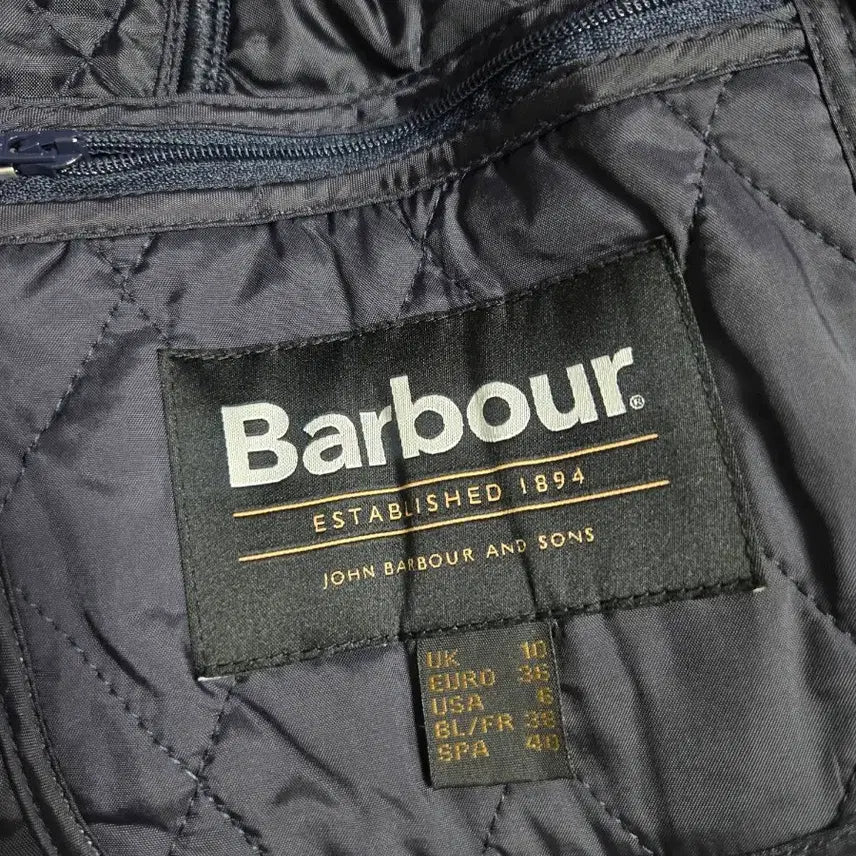 Barbour®
ESTABLISHED 1894
JOHN BARBOUR AND SONS
UK 10
EURO 36
USA 6
BL/FR 38
SPA 40